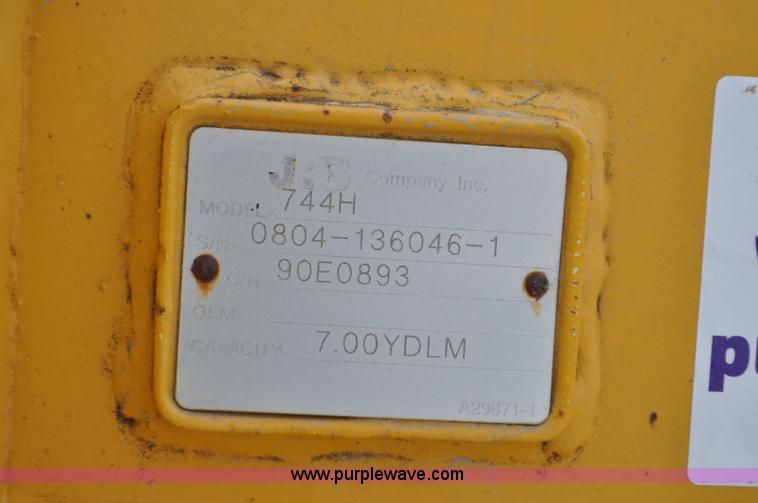 JRB Company Inc.
MODEL- 744H
S/N- 0804-136046-1
C/N- 90E0893
OEM-
CAPACITY- 7.00YDLM
A29871-1
www.purplewave.com